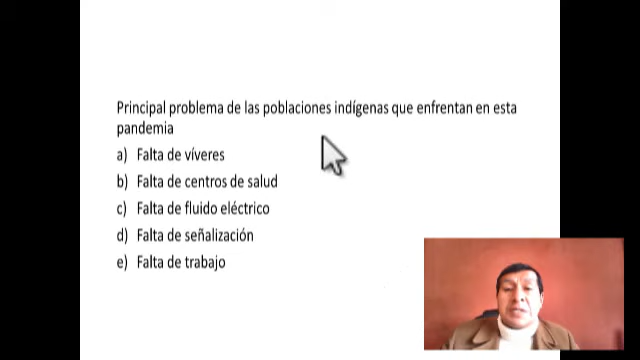 Principal problema de las poblaciones indígenas que enfrentan en esta
pandemia
a) Falta de víveres
b) Falta de centros de salud
c) Falta de fluido eléctrico
d) Falta de señalización
e) Falta de trabajo